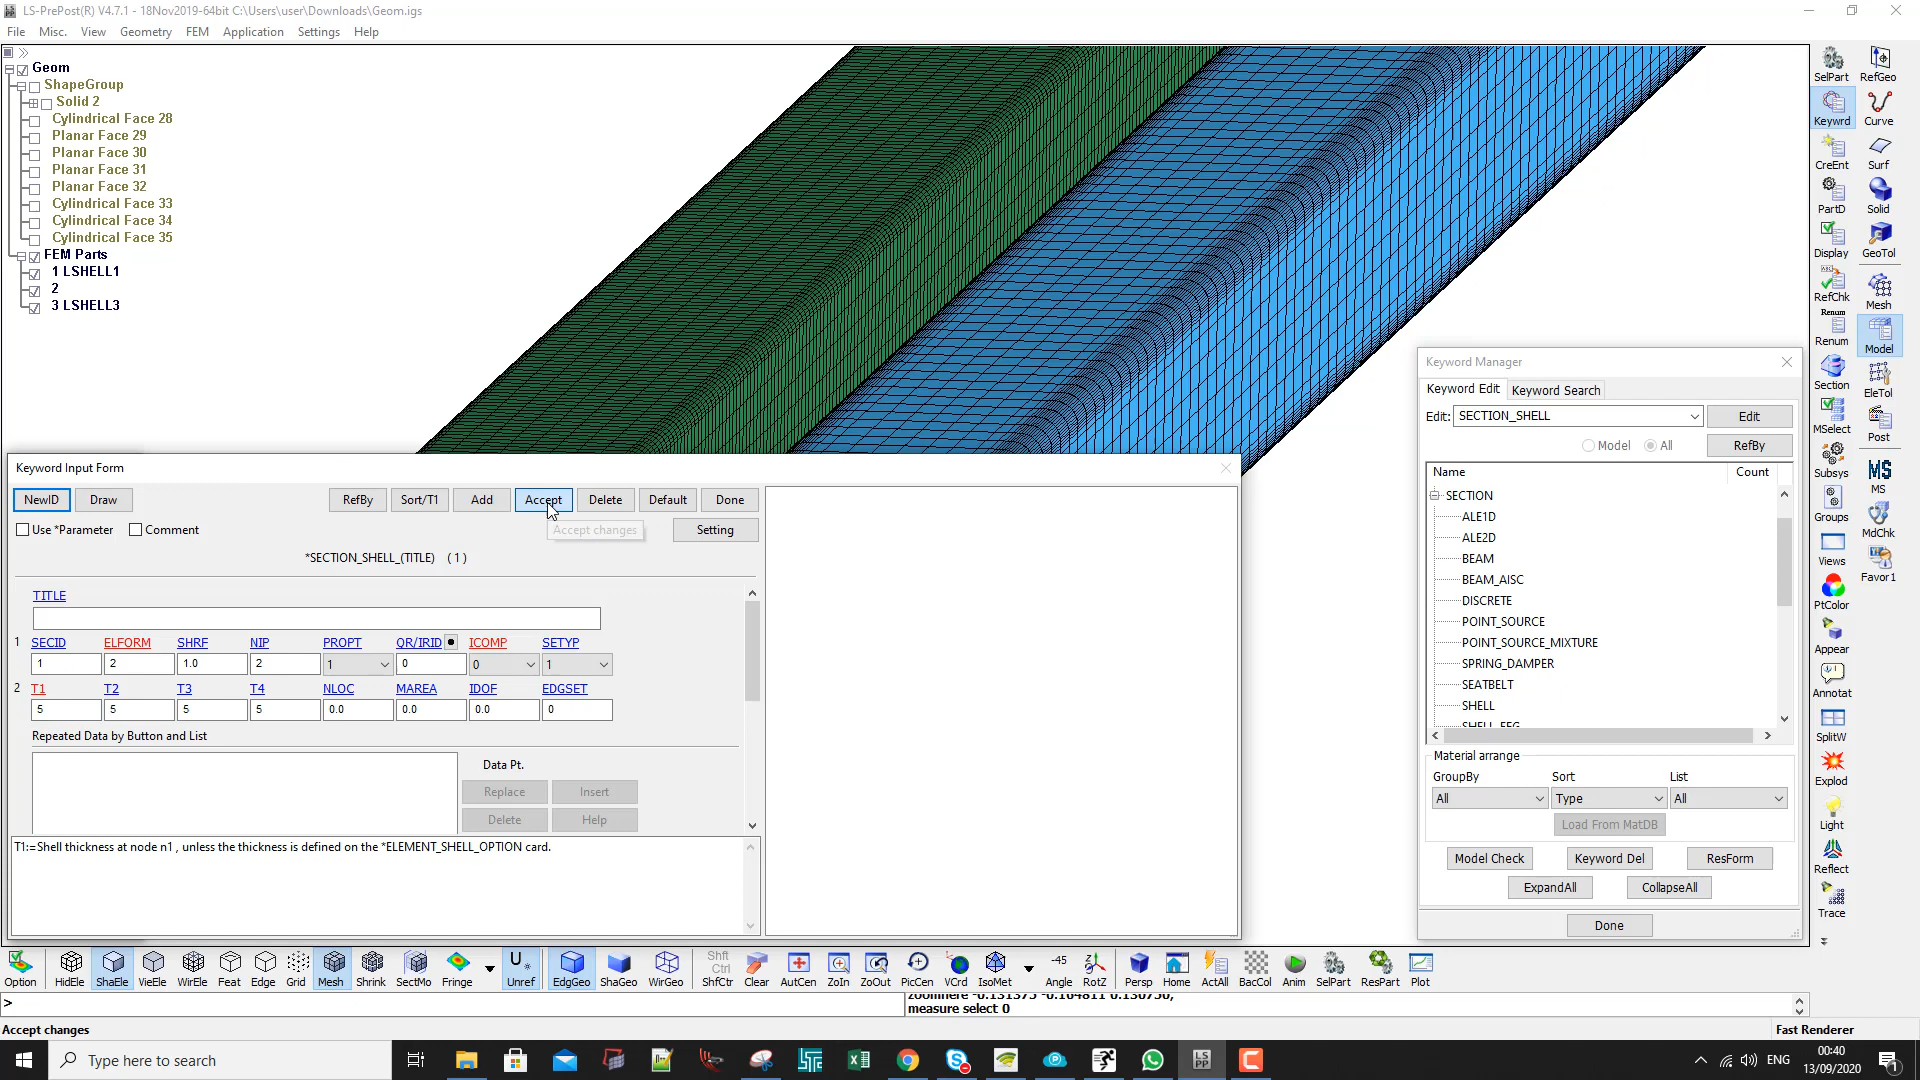 LS-PrePost(R) V4.7.1 - 18Nov2019-64bit C:\Users\user\Downloads\Geom.igs
File Misc. View Geometry FEM Application Settings Help
Geom
ShapeGroup
Solid 2
Cylindrical Face 28
Planar Face 29
Planar Face 30
Planar Face 31
Planar Face 32
Cylindrical Face 33
Cylindrical Face 34
Cylindrical Face 35
FEM Parts
1 LSHELL1
2
3 LSHELL3
Keyword Input Form
NewID Draw RefBy Sort/T1 Add Accept Delete Default Done
Use *Parameter Comment Accept changes Setting
*SECTION_SHELL_(TITLE) (1)
TITLE
1 SECID ELFORM SHRF NIP PROPT QR/IRID ICOMP SETYP
1 2 1.0 2 1 0 0 1
2 T1 T2 T3 T4 NLOC MAREA IDOF EDGSET
5 5 5 5 0.0 0.0 0.0 0
Repeated Data by Button and List
Data Pt.
Replace Insert
Delete Help
T1:=Shell thickness at node n1 , unless the thickness is defined on the *ELEMENT_SHELL_OPTION card.
Keyword Manager
Keyword Edit Keyword Search
Edit: SECTION_SHELL Edit
Model All RefBy
Name Count
SECTION
ALE1D
ALE2D
BEAM
BEAM_AISC
DISCRETE
POINT_SOURCE
POINT_SOURCE_MIXTURE
SPRING_DAMPER
SEATBELT
SHELL
SHELL_EFG
Material arrange
GroupBy Sort List
All Type All
Load From MatDB
Model Check Keyword Del ResForm
ExpandAll CollapseAll
Done
SelPart RefGeo
Keywrd Curve
CreEnt Surf
PartD Solid
Display GeoTol
RefChk Mesh
Renum
Renum Model
Section EleTol
MSelect Post
Subsys MS
MS
Groups MdChk
Views Favor1
PtColor
Appear
Annotat
SplitW
Explod
Light
Reflect
Trace
Option HidEle ShaEle VieEle WirEle Feat Edge Grid Mesh Shrink SectMo Fringe Unref EdgGeo ShaGeo WirGeo ShfCtr Clear AutCen ZoIn ZoOut PicCen VCrd IsoMet Angle RotZ Persp Home ActAll BacCol Anim SelPart ResPart Plot
Shft
Ctrl
-45
>
zoomhere -0.131375 -0.164811 0.130750;
measure select 0
Accept changes Fast Renderer
Type here to search
ENG
00:40
13/09/2020
1